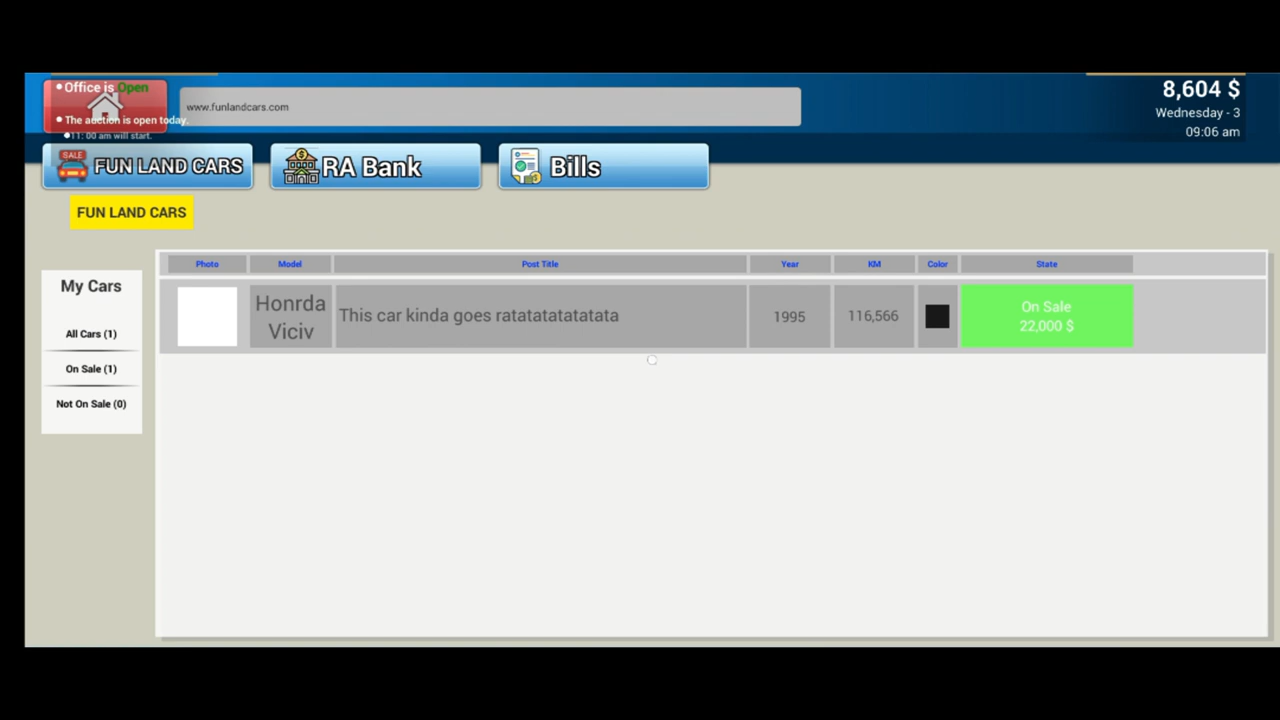 Office is Open
The auction is open today.
11: 00 am will start.
www.funlandcars.com
8,604 $
Wednesday - 3
09:06 am
SALE
FUN LAND CARS
RA Bank
Bills
FUN LAND CARS
My Cars
All Cars (1)
On Sale (1)
Not On Sale (0)
Photo Model Post Title Year KM Color State
Honrda
Viciv
This car kinda goes ratatatatatatata
1995
116,566
On Sale
22,000 $